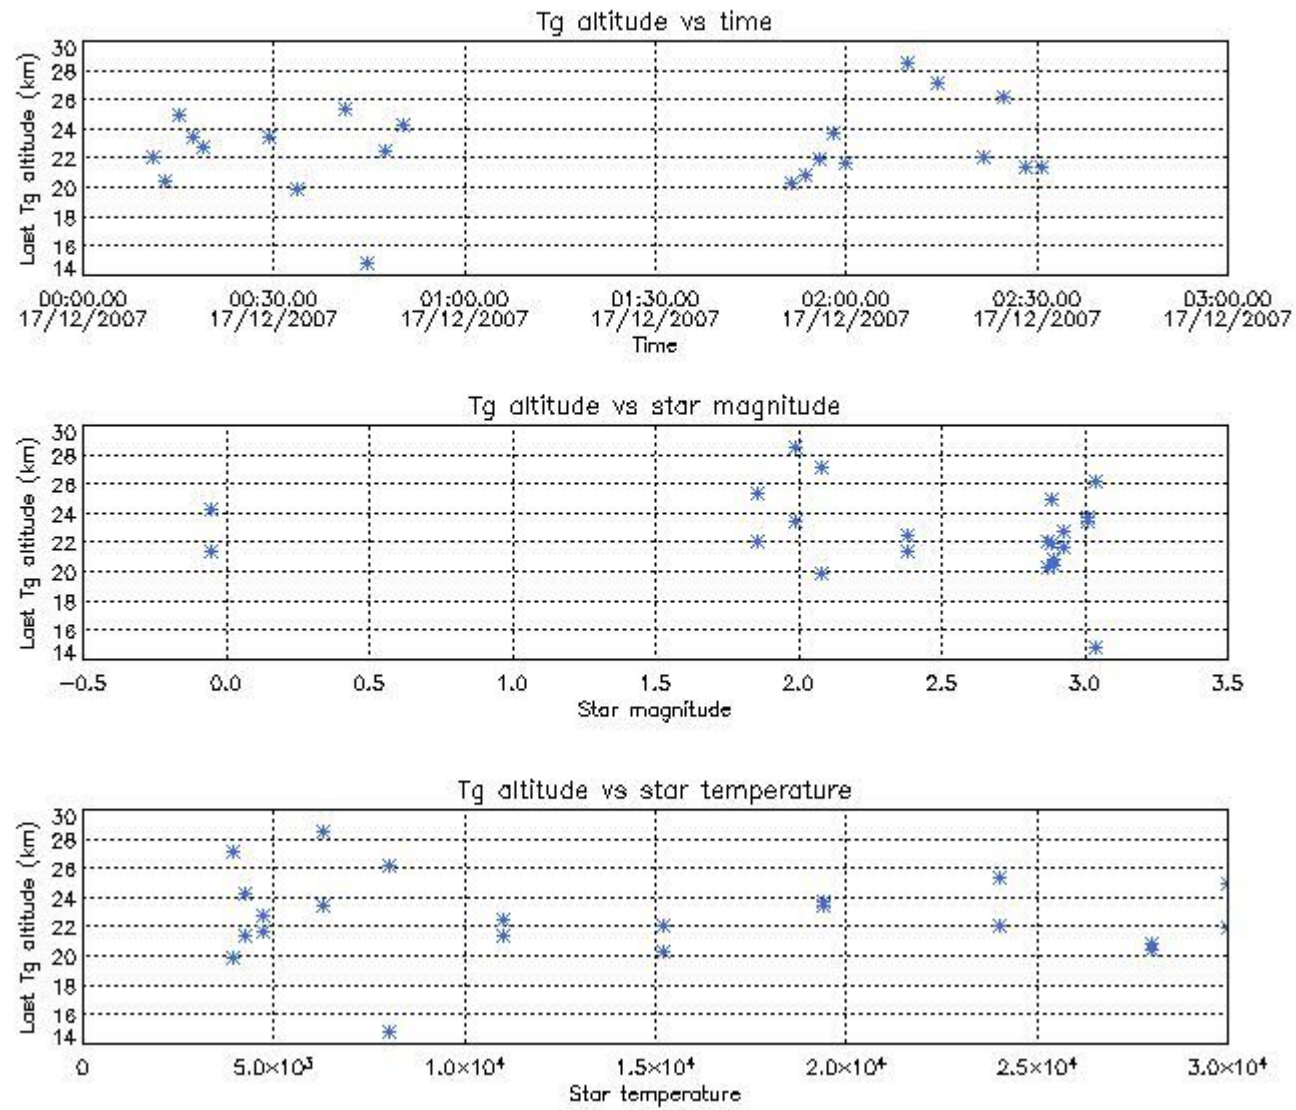 Tg altitude vs time
Last Tg altitude (km)
30
28
26
24
22
20
18
16
14
00:00.00 00:30.00 01:00.00 01:30.00 02:00.00 02:30.00 03:00.00
17/12/2007 17/12/2007 17/12/2007 17/12/2007 17/12/2007 17/12/2007 17/12/2007
Time
Tg altitude vs star magnitude
Last Tg altitude (km)
30
28
26
24
22
20
18
16
14
−0.5 0.0 0.5 1.0 1.5 2.0 2.5 3.0 3.5
Star magnitude
Tg altitude vs star temperature
Last Tg altitude (km)
30
28
26
24
22
20
18
16
14
0 5.0×10³ 1.0×10⁴ 1.5×10⁴ 2.0×10⁴ 2.5×10⁴ 3.0×10⁴
Star temperature